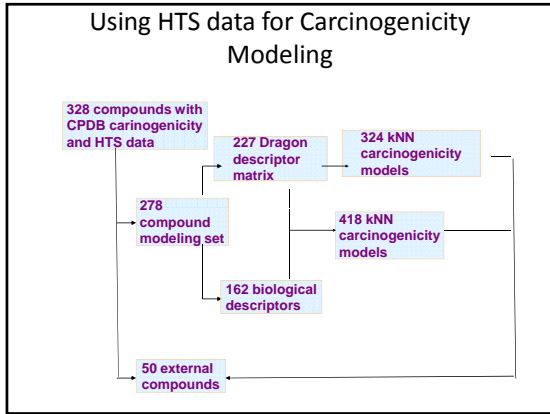 Using HTS data for Carcinogenicity
Modeling
328 compounds with
CPDB carinogenicity
and HTS data
227 Dragon
descriptor
matrix
324 kNN
carcinogenicity
models
278
compound
modeling set
418 kNN
carcinogenicity
models
162 biological
descriptors
50 external
compounds